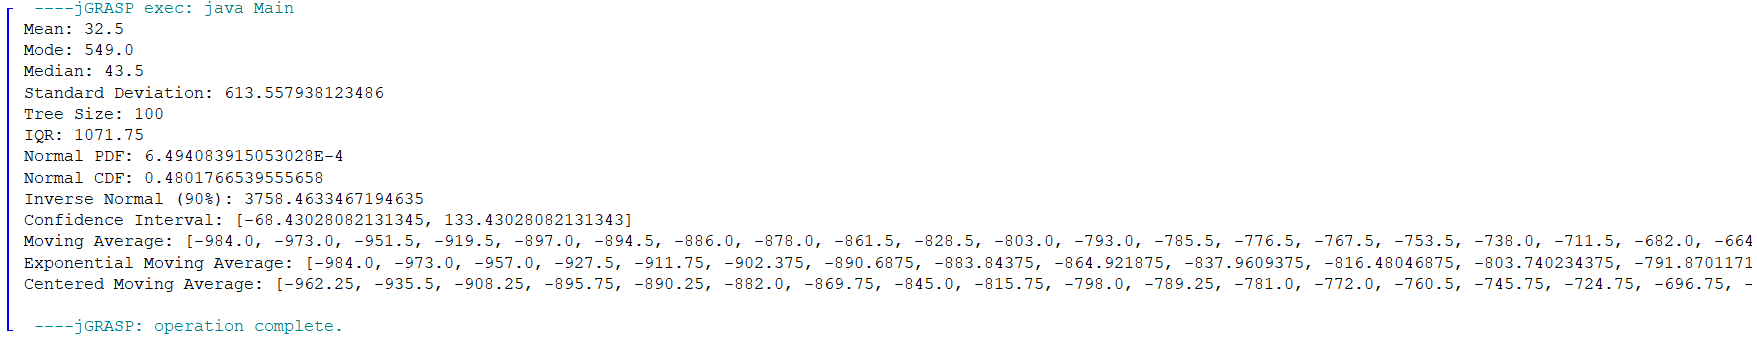 ----jGRASP exec: java Main
Mean: 32.5
Mode: 549.0
Median: 43.5
Standard Deviation: 613.557938123486
Tree Size: 100
IQR: 1071.75
Normal PDF: 6.494083915053028E-4
Normal CDF: 0.4801766539555658
Inverse Normal (90%): 3758.4633467194635
Confidence Interval: [-68.43028082131345, 133.43028082131343]
Moving Average: [-984.0, -973.0, -951.5, -919.5, -897.0, -894.5, -886.0, -878.0, -861.5, -828.5, -803.0, -793.0, -785.5, -776.5, -767.5, -753.5, -738.0, -711.5, -682.0, -664
Exponential Moving Average: [-984.0, -973.0, -957.0, -927.5, -911.75, -902.375, -890.6875, -883.84375, -864.921875, -837.9609375, -816.48046875, -803.740234375, -791.8701171
Centered Moving Average: [-962.25, -935.5, -908.25, -895.75, -890.25, -882.0, -869.75, -845.0, -815.75, -798.0, -789.25, -781.0, -772.0, -760.5, -745.75, -724.75, -696.75, -
----jGRASP: operation complete.